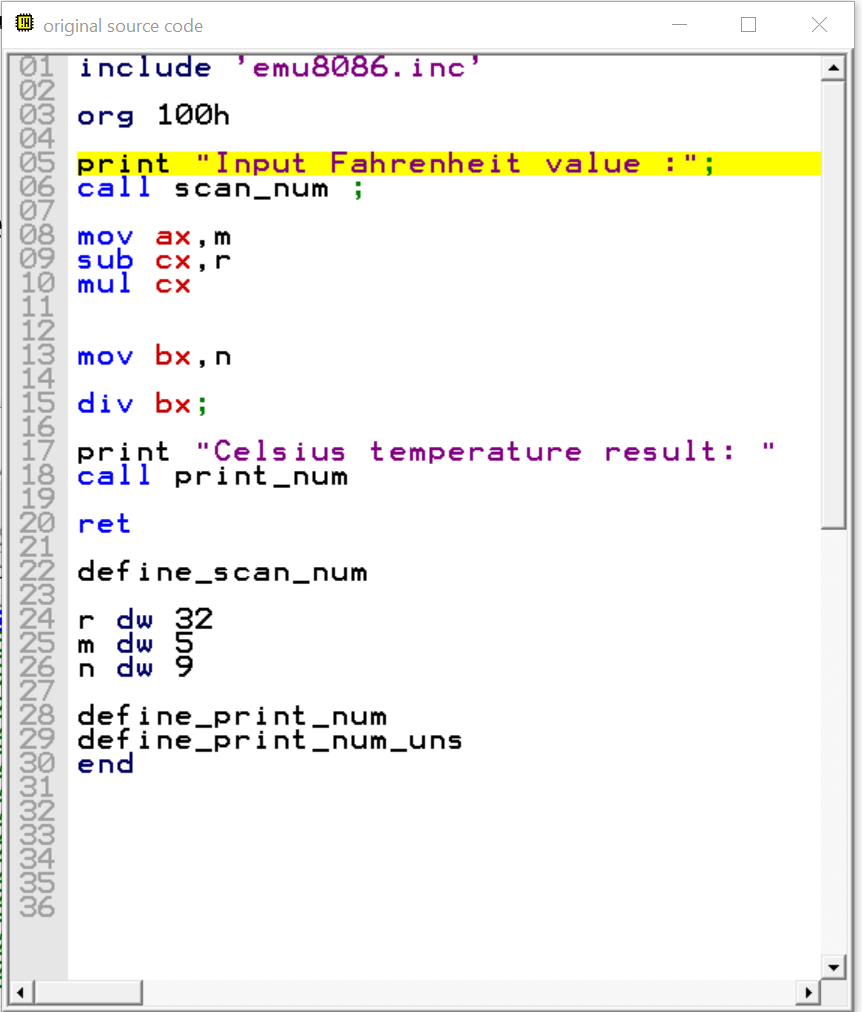 original source code
01 include 'emu8086.inc'
02
03 org 100h
04
05 print "Input Fahrenheit value :";
06 call scan_num ;
07
08 mov ax,m
09 sub cx,r
10 mul cx
11
12
13 mov bx,n
14
15 div bx;
16
17 print "Celsius temperature result: "
18 call print_num
19
20 ret
21
22 define_scan_num
23
24 r dw 32
25 m dw 5
26 n dw 9
27
28 define_print_num
29 define_print_num_uns
30 end
31
32
33
34
35
36